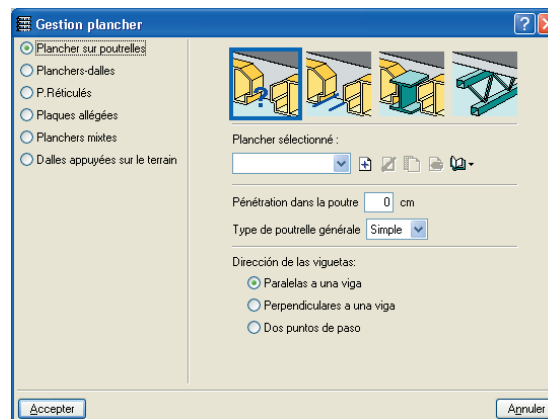 Gestion plancher
Plancher sur poutrelles
Planchers-dalles
P.Réticulés
Plaques allégées
Planchers mixtes
Dalles appuyées sur le terrain
?
Plancher sélectionné :
Pénétration dans la poutre 0 cm
Type de poutrelle générale Simple
Dirección de las viguetas:
Paralelas a una viga
Perpendiculares a una viga
Dos puntos de paso
Accepter
Annuler